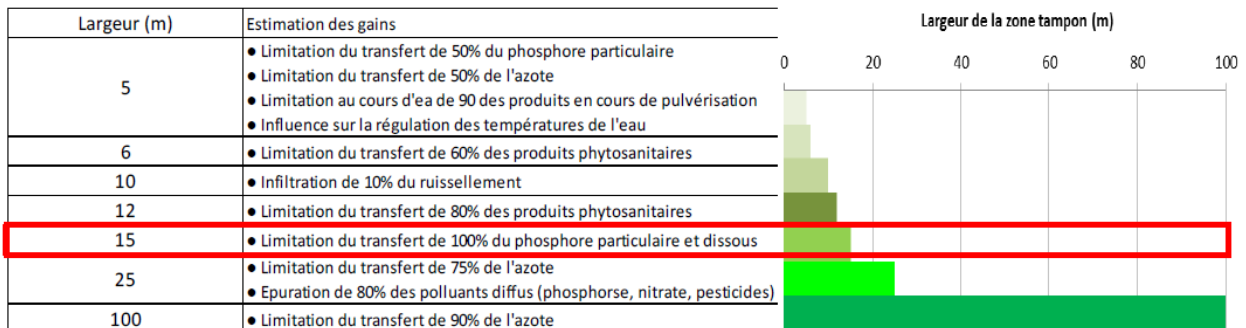 Largeur (m) Estimation des gains
5
● Limitation du transfert de 50% du phosphore particulaire
● Limitation du transfert de 50% de l'azote
● Limitation au cours d'ea de 90 des produits en cours de pulvérisation
● Influence sur la régulation des températures de l'eau
6 ● Limitation du transfert de 60% des produits phytosanitaires
10 ● Infiltration de 10% du ruissellement
12 ● Limitation du transfert de 80% des produits phytosanitaires
15 ● Limitation du transfert de 100% du phosphore particulaire et dissous
25
● Limitation du transfert de 75% de l'azote
● Epuration de 80% des polluants diffus (phosphorse, nitrate, pesticides)
100 ● Limitation du transfert de 90% de l'azote
Largeur de la zone tampon (m)
0 20 40 60 80 100